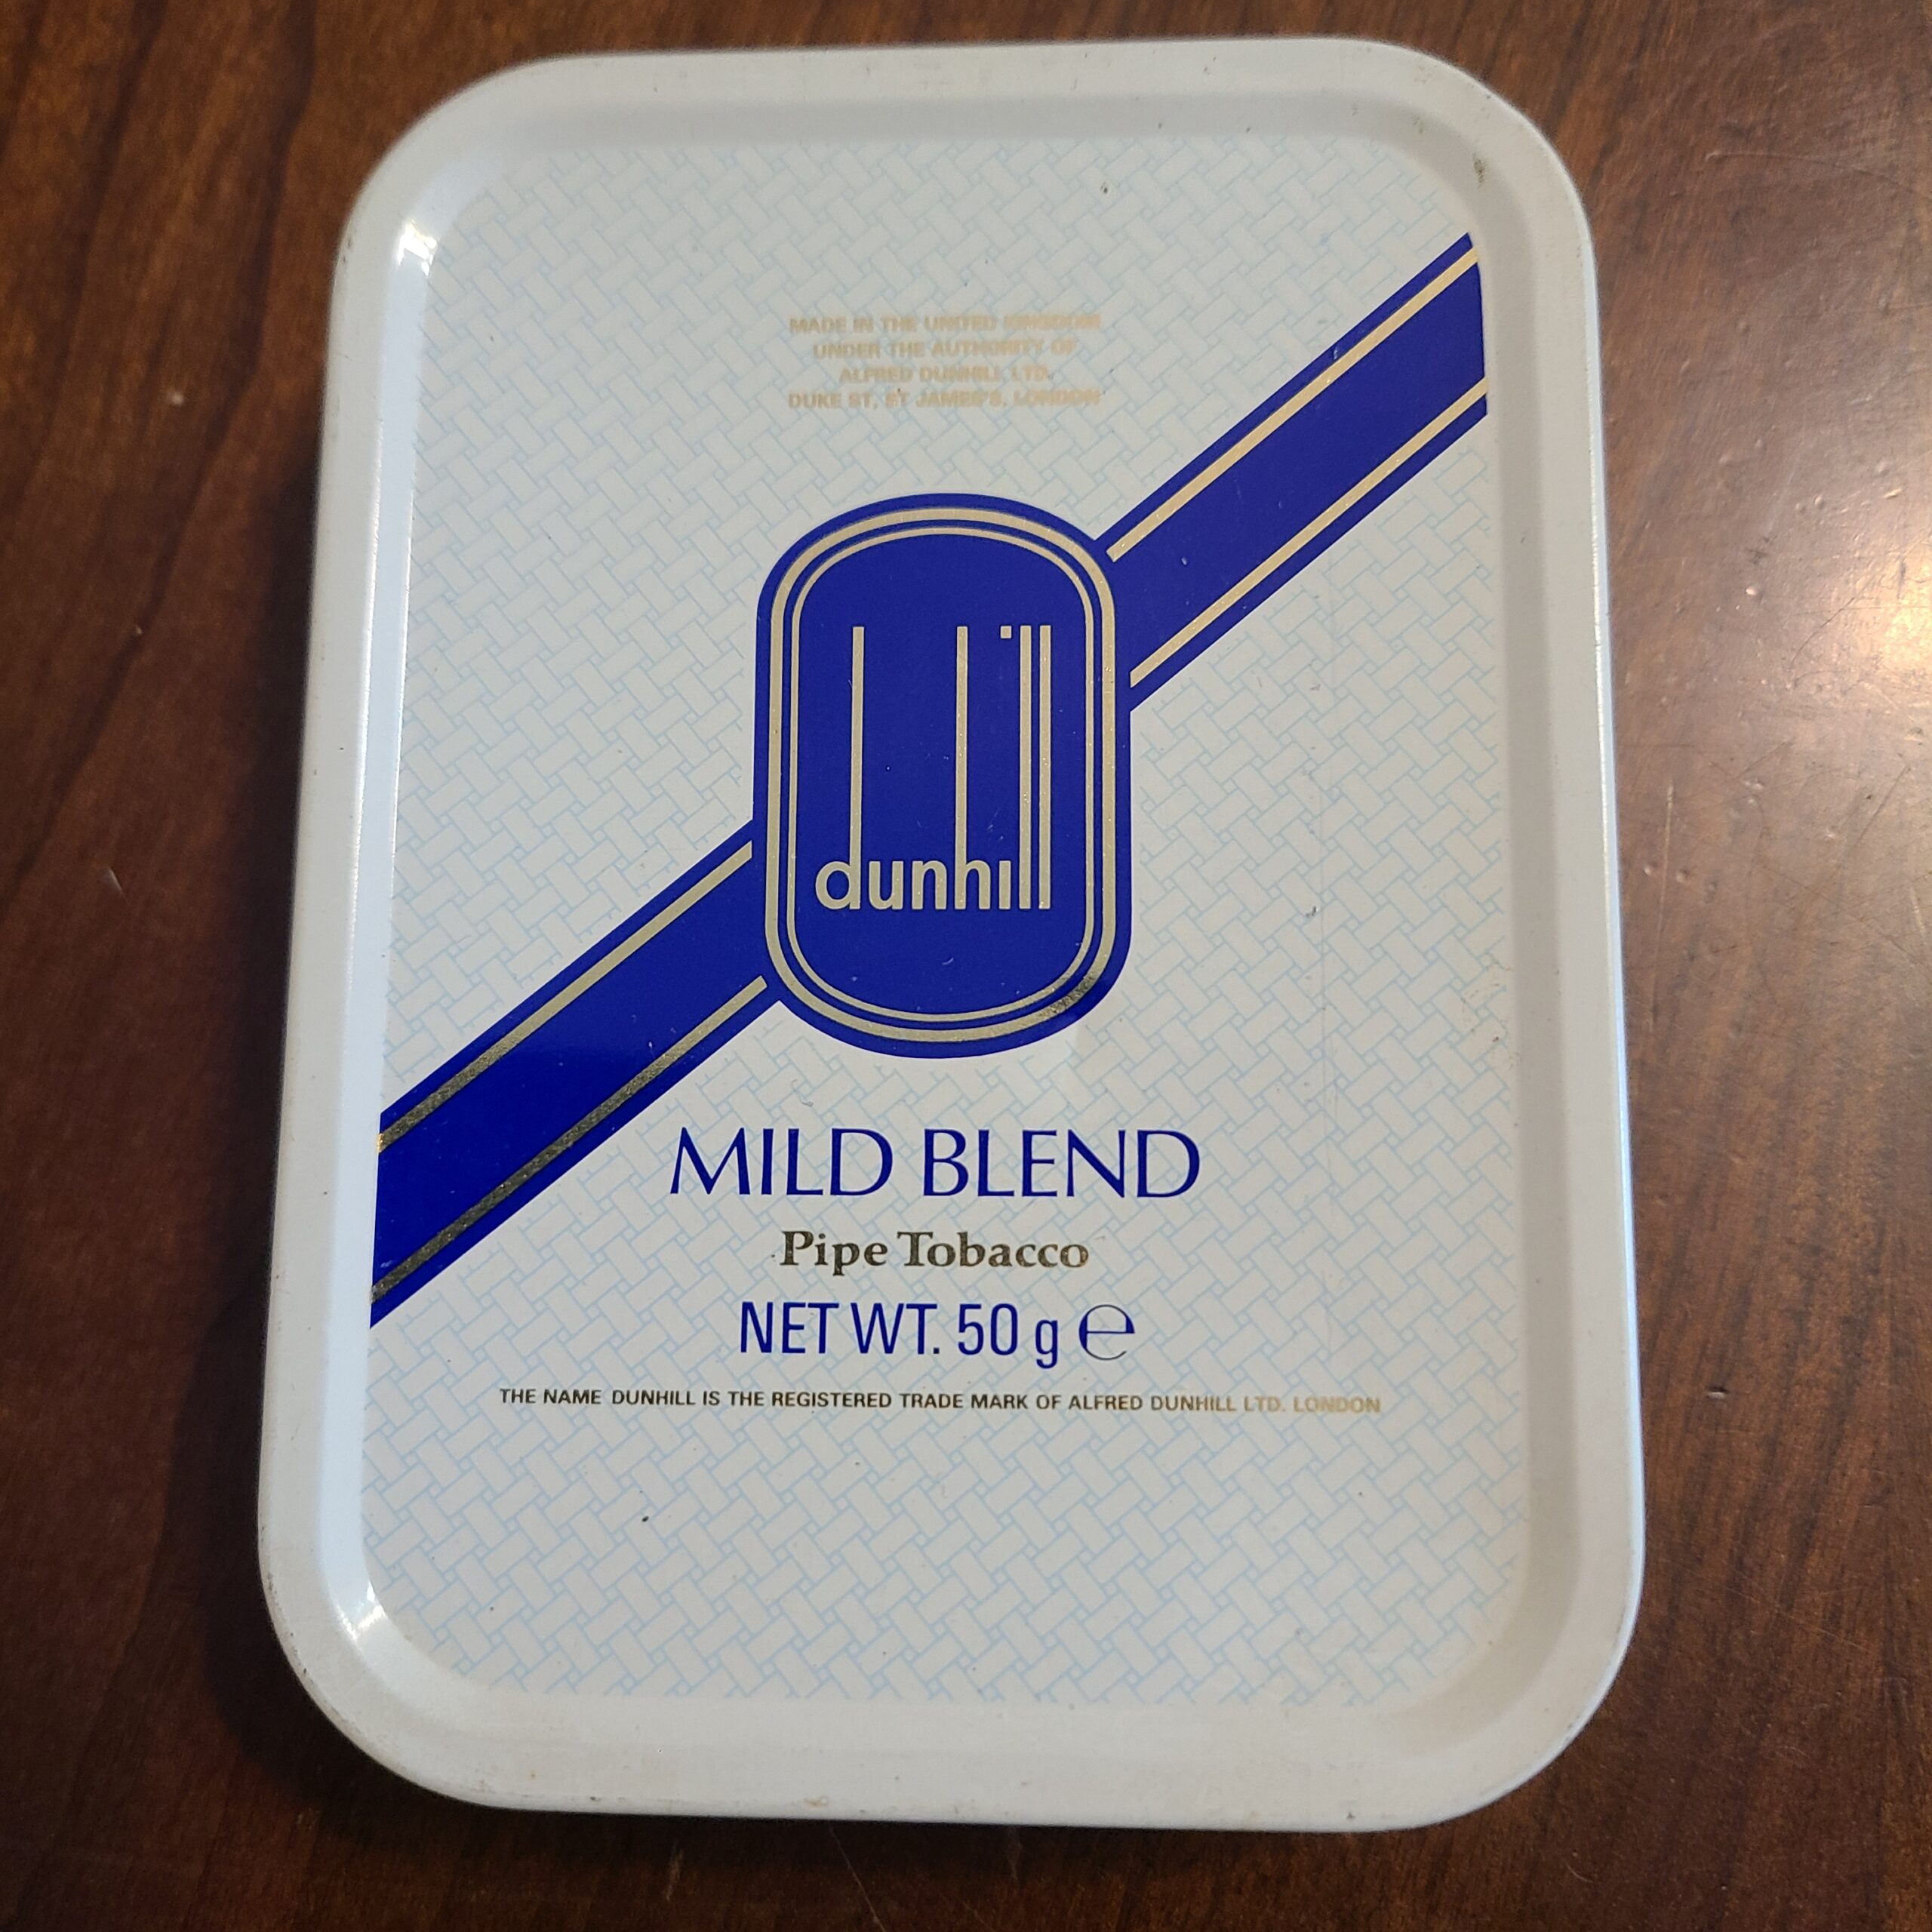 MADE IN THE UNITED KINGDOM
UNDER THE AUTHORITY OF
ALFRED DUNHILL LTD.
DUKE ST, ST JAMES'S, LONDON
dunhill
MILD BLEND
Pipe Tobacco
NET WT. 50 g ℮
THE NAME DUNHILL IS THE REGISTERED TRADE MARK OF ALFRED DUNHILL LTD. LONDON